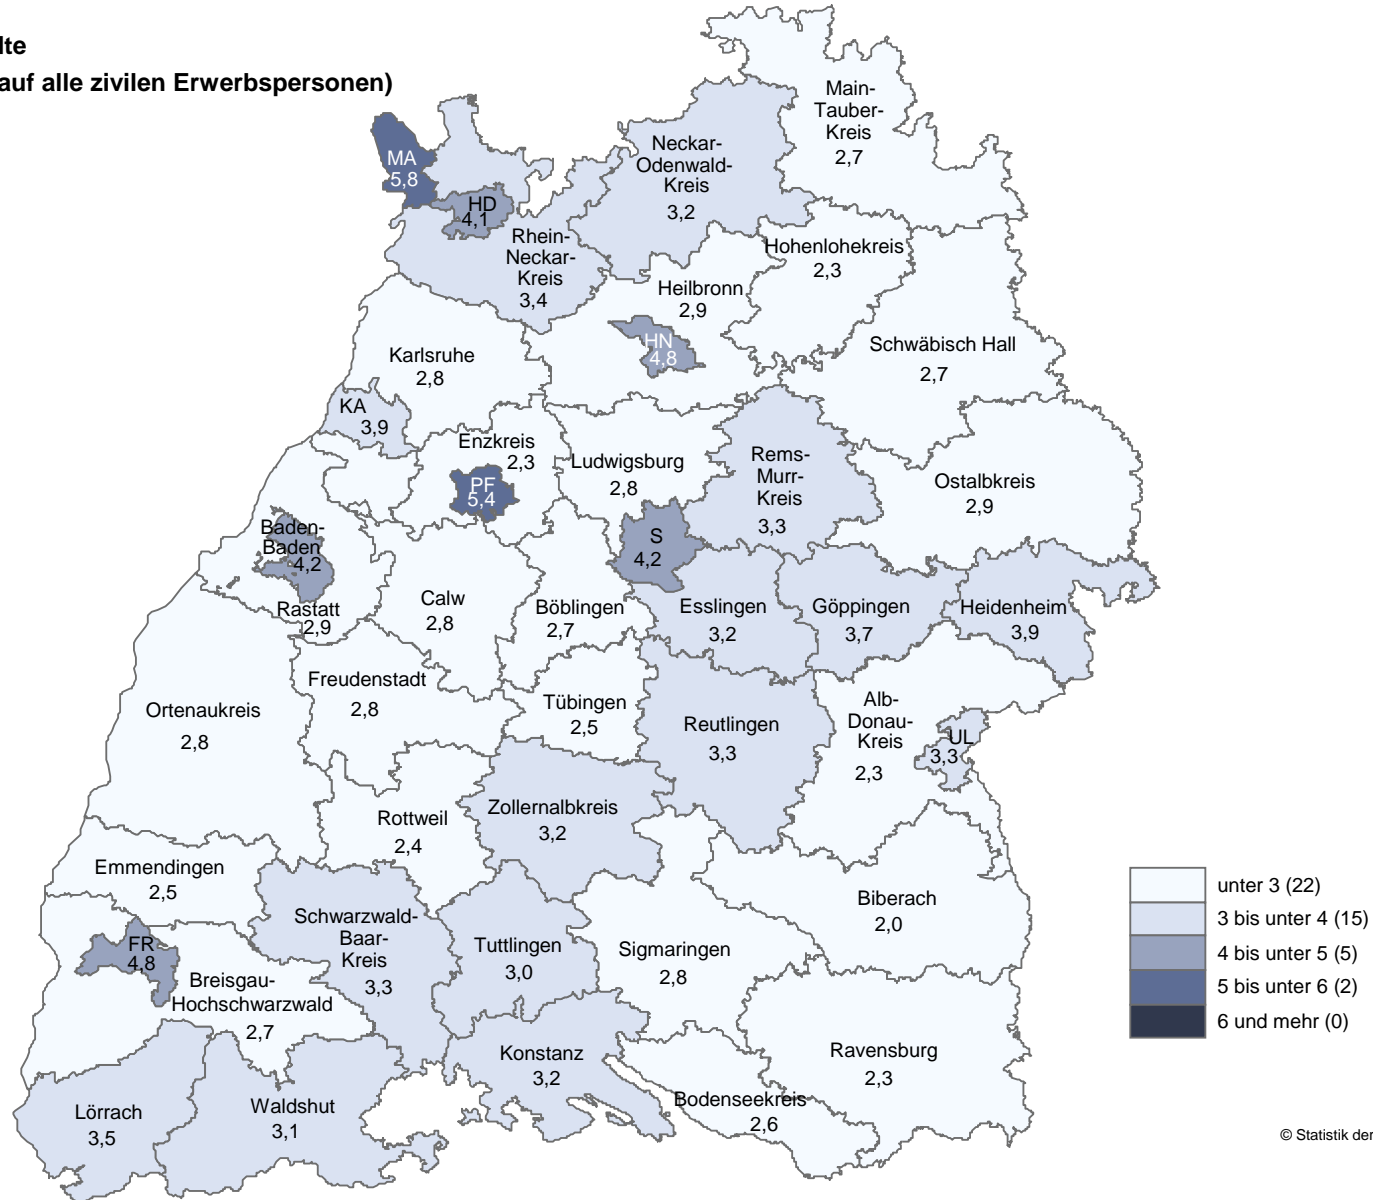 lte
auf alle zivilen Erwerbspersonen)
Main-
Tauber-
Kreis
2,7
MA
5,8
Neckar-
Odenwald-
Kreis
3,2
HD
4,1
Rhein-
Neckar-
Kreis
3,4
Hohenlohekreis
2,3
Heilbronn
2,9
HN
4,8
Schwäbisch Hall
2,7
Karlsruhe
2,8
KA
3,9
Enzkreis
2,3
PF
5,4
Ludwigsburg
2,8
Rems-
Murr-
Kreis
3,3
Ostalbkreis
2,9
Baden-
Baden
4,2
S
4,2
Rastatt
2,9
Calw
2,8
Böblingen
2,7
Esslingen
3,2
Göppingen
3,7
Heidenheim
3,9
Freudenstadt
2,8
Ortenaukreis
2,8
Tübingen
2,5
Reutlingen
3,3
Alb-
Donau-
Kreis
2,3
UL
3,3
Rottweil
2,4
Zollernalbkreis
3,2
Emmendingen
2,5
Biberach
2,0
Schwarzwald-
Baar-
Kreis
3,3
Tuttlingen
3,0
Sigmaringen
2,8
FR
4,8
Breisgau-
Hochschwarzwald
2,7
Konstanz
3,2
Ravensburg
2,3
Bodenseekreis
2,6
Lörrach
3,5
Waldshut
3,1
unter 3 (22)
3 bis unter 4 (15)
4 bis unter 5 (5)
5 bis unter 6 (2)
6 und mehr (0)
© Statistik der